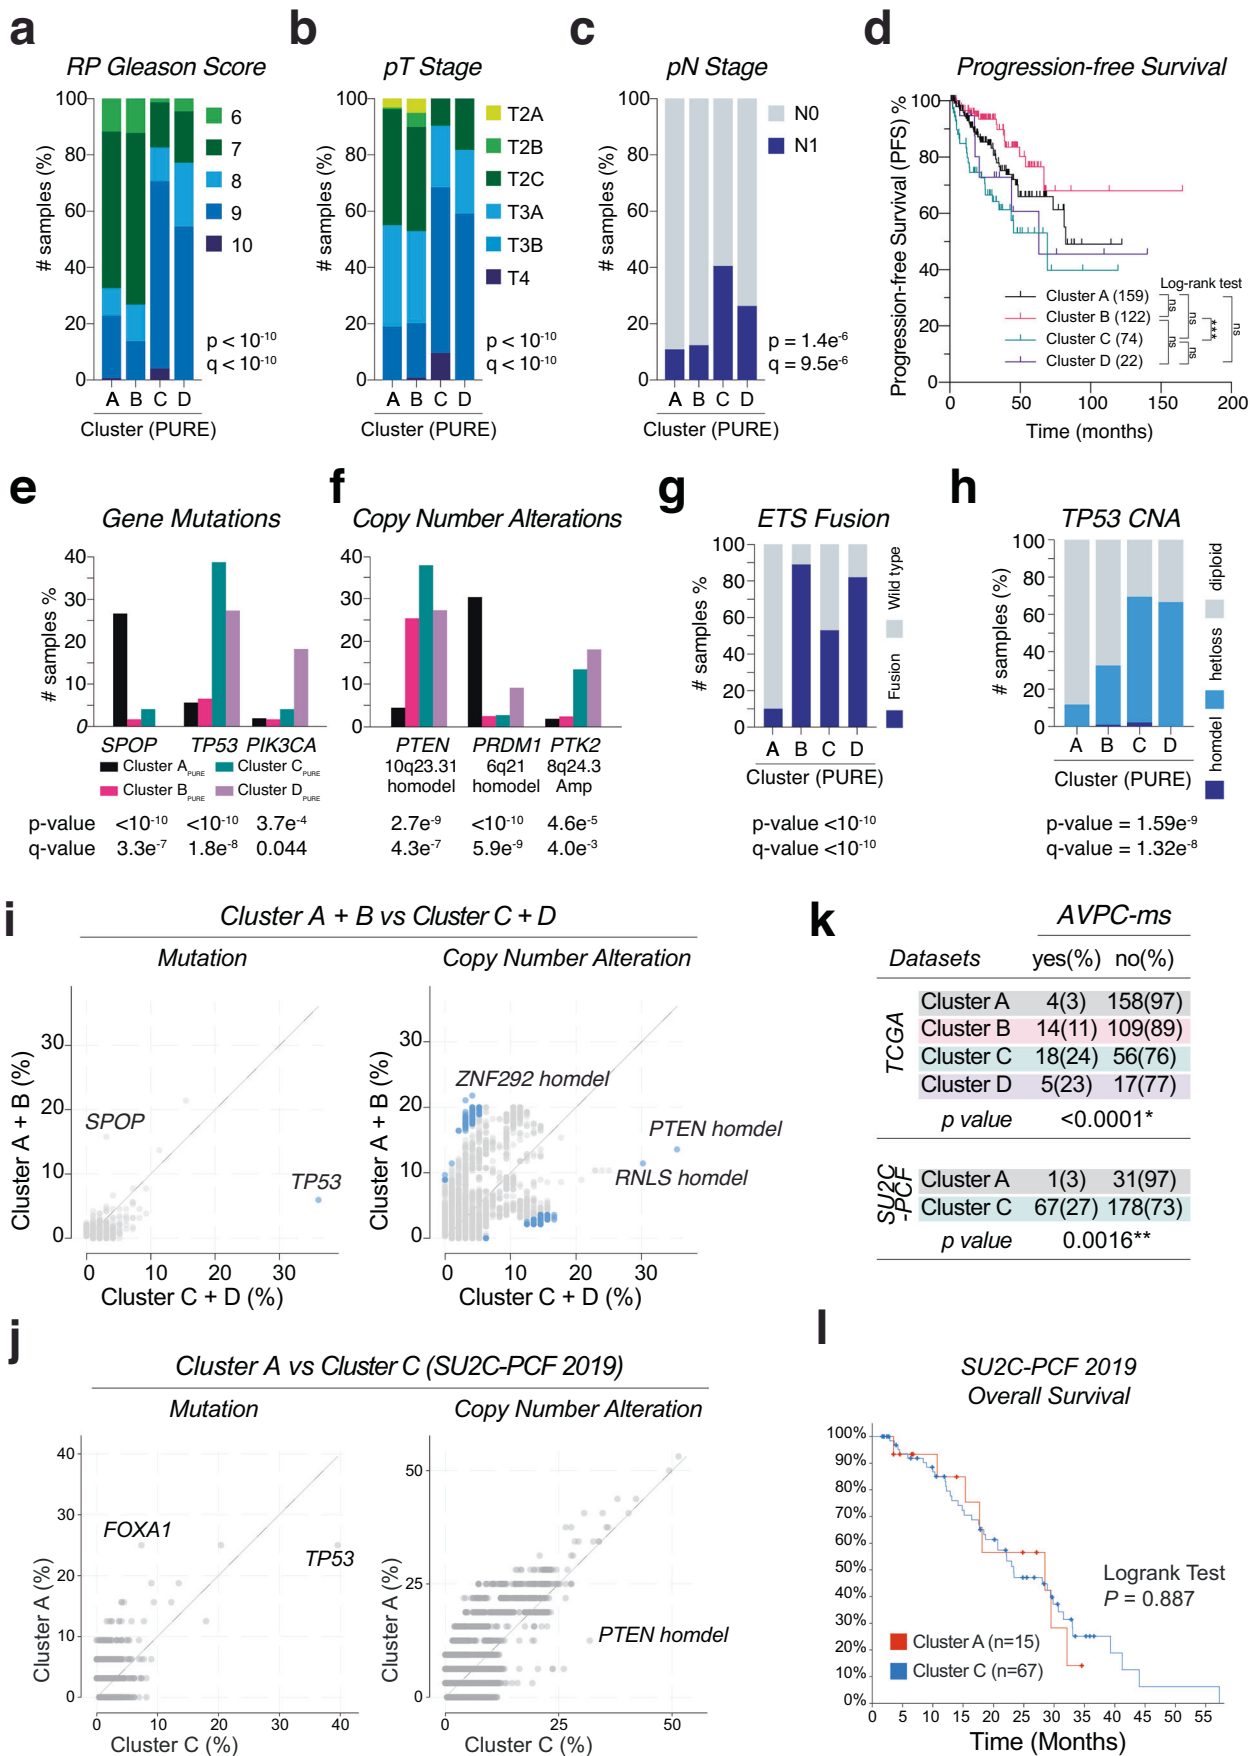 a
RP Gleason Score
# samples (%)
100
80
60
40
20
0
A B C D
Cluster (PURE)
6
7
8
9
10
p < 10-10
q < 10-10
b
pT Stage
# samples (%)
100
80
60
40
20
0
A B C D
Cluster (PURE)
T2A
T2B
T2C
T3A
T3B
T4
p < 10-10
q < 10-10
c
pN Stage
# samples (%)
100
80
60
40
20
0
A B C D
Cluster (PURE)
N0
N1
p = 1.4e-6
q = 9.5e-6
d
Progression-free Survival
Progression-free Survival (PFS) %
100
80
60
40
0
0 50 100 150 200
Time (months)
Log-rank test
Cluster A (159)
Cluster B (122)
Cluster C (74)
Cluster D (22)
ns
ns
ns
ns
***
ns
e
Gene Mutations
# samples %
40
30
20
10
0
SPOP TP53 PIK3CA
Cluster A PURE
Cluster C PURE
Cluster B PURE
Cluster D PURE
p-value <10-10 <10-10 3.7e-4
q-value 3.3e-7 1.8e-8 0.044
f
Copy Number Alterations
40
30
20
10
0
PTEN PRDM1 PTK2
10q23.31 6q21 8q24.3
homodel homodel Amp
2.7e-9 <10-10 4.6e-5
4.3e-7 5.9e-9 4.0e-3
g
ETS Fusion
# samples (%)
100
80
60
40
20
0
A B C D
Cluster (PURE)
Fusion
Wild type
p-value <10-10
q-value <10-10
h
TP53 CNA
# samples (%)
100
80
60
40
20
0
A B C D
Cluster (PURE)
homdel
hetloss
diploid
p-value = 1.59e-9
q-value = 1.32e-8
i
Cluster A + B vs Cluster C + D
Mutation
Cluster A + B (%)
30
20
10
0
SPOP
TP53
0 10 20 30
Cluster C + D (%)
Copy Number Alteration
Cluster A + B (%)
30
20
10
0
ZNF292 homdel
PTEN homdel
RNLS homdel
0 10 20 30
Cluster C + D (%)
k
AVPC-ms
Datasets yes(%) no(%)
TCGA
Cluster A 4(3) 158(97)
Cluster B 14(11) 109(89)
Cluster C 18(24) 56(76)
Cluster D 5(23) 17(77)
p value <0.0001*
SU2C
-PCF
Cluster A 1(3) 31(97)
Cluster C 67(27) 178(73)
p value 0.0016**
j
Cluster A vs Cluster C (SU2C-PCF 2019)
Mutation
Cluster A (%)
40
30
20
10
0
FOXA1
TP53
0 10 20 30 40
Cluster C (%)
Copy Number Alteration
Cluster A (%)
50
25
0
PTEN homdel
0 25 50
Cluster C (%)
l
SU2C-PCF 2019
Overall Survival
100%
90%
80%
70%
60%
50%
40%
30%
20%
10%
0%
Logrank Test
P = 0.887
Cluster A (n=15)
Cluster C (n=67)
0 5 10 15 20 25 30 35 40 45 50 55
Time (Months)